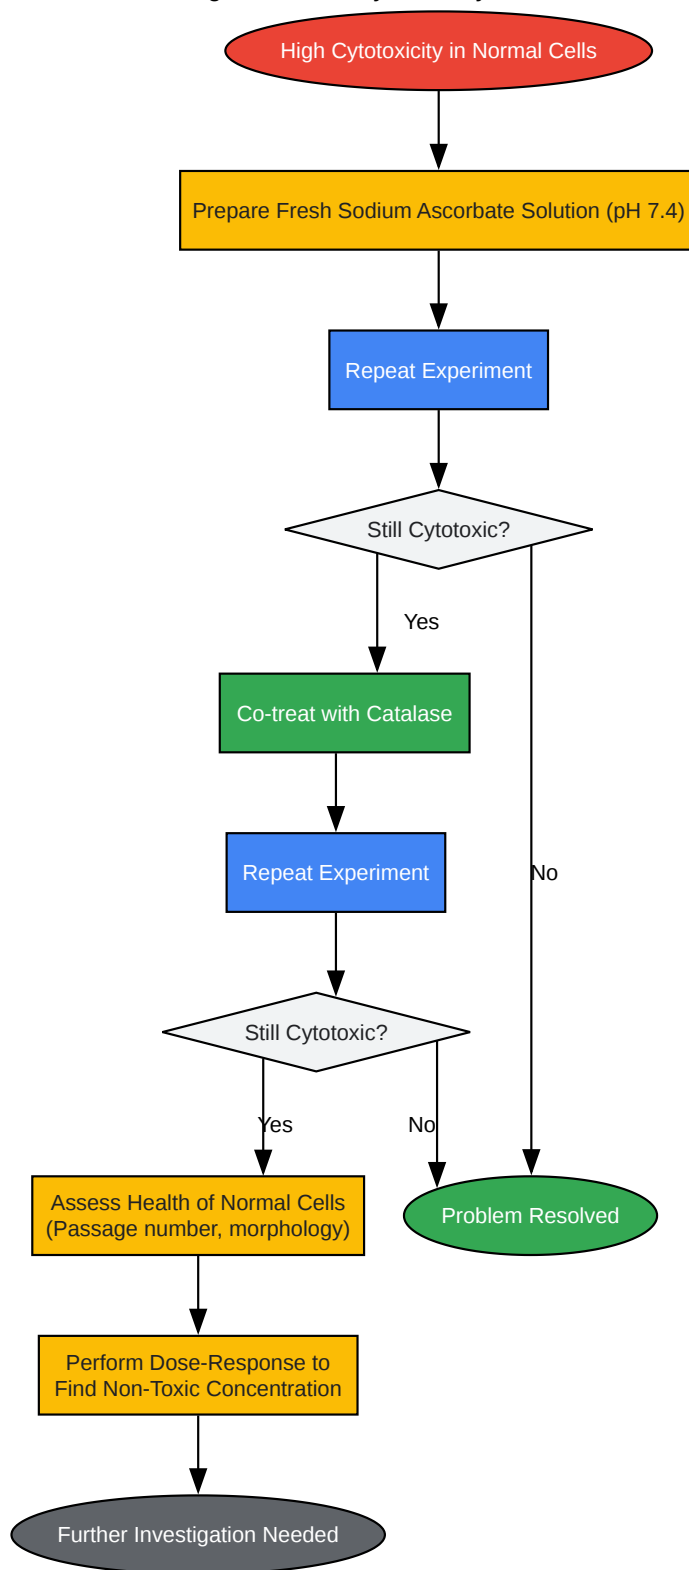 High Cytotoxicity in Normal Cells
Prepare Fresh Sodium Ascorbate Solution (pH 7.4)
Repeat Experiment
Still Cytotoxic?
Yes
Co-treat with Catalase
Repeat Experiment
No
Still Cytotoxic?
Yes
No
Assess Health of Normal Cells
(Passage number, morphology)
Problem Resolved
Perform Dose-Response to
Find Non-Toxic Concentration
Further Investigation Needed